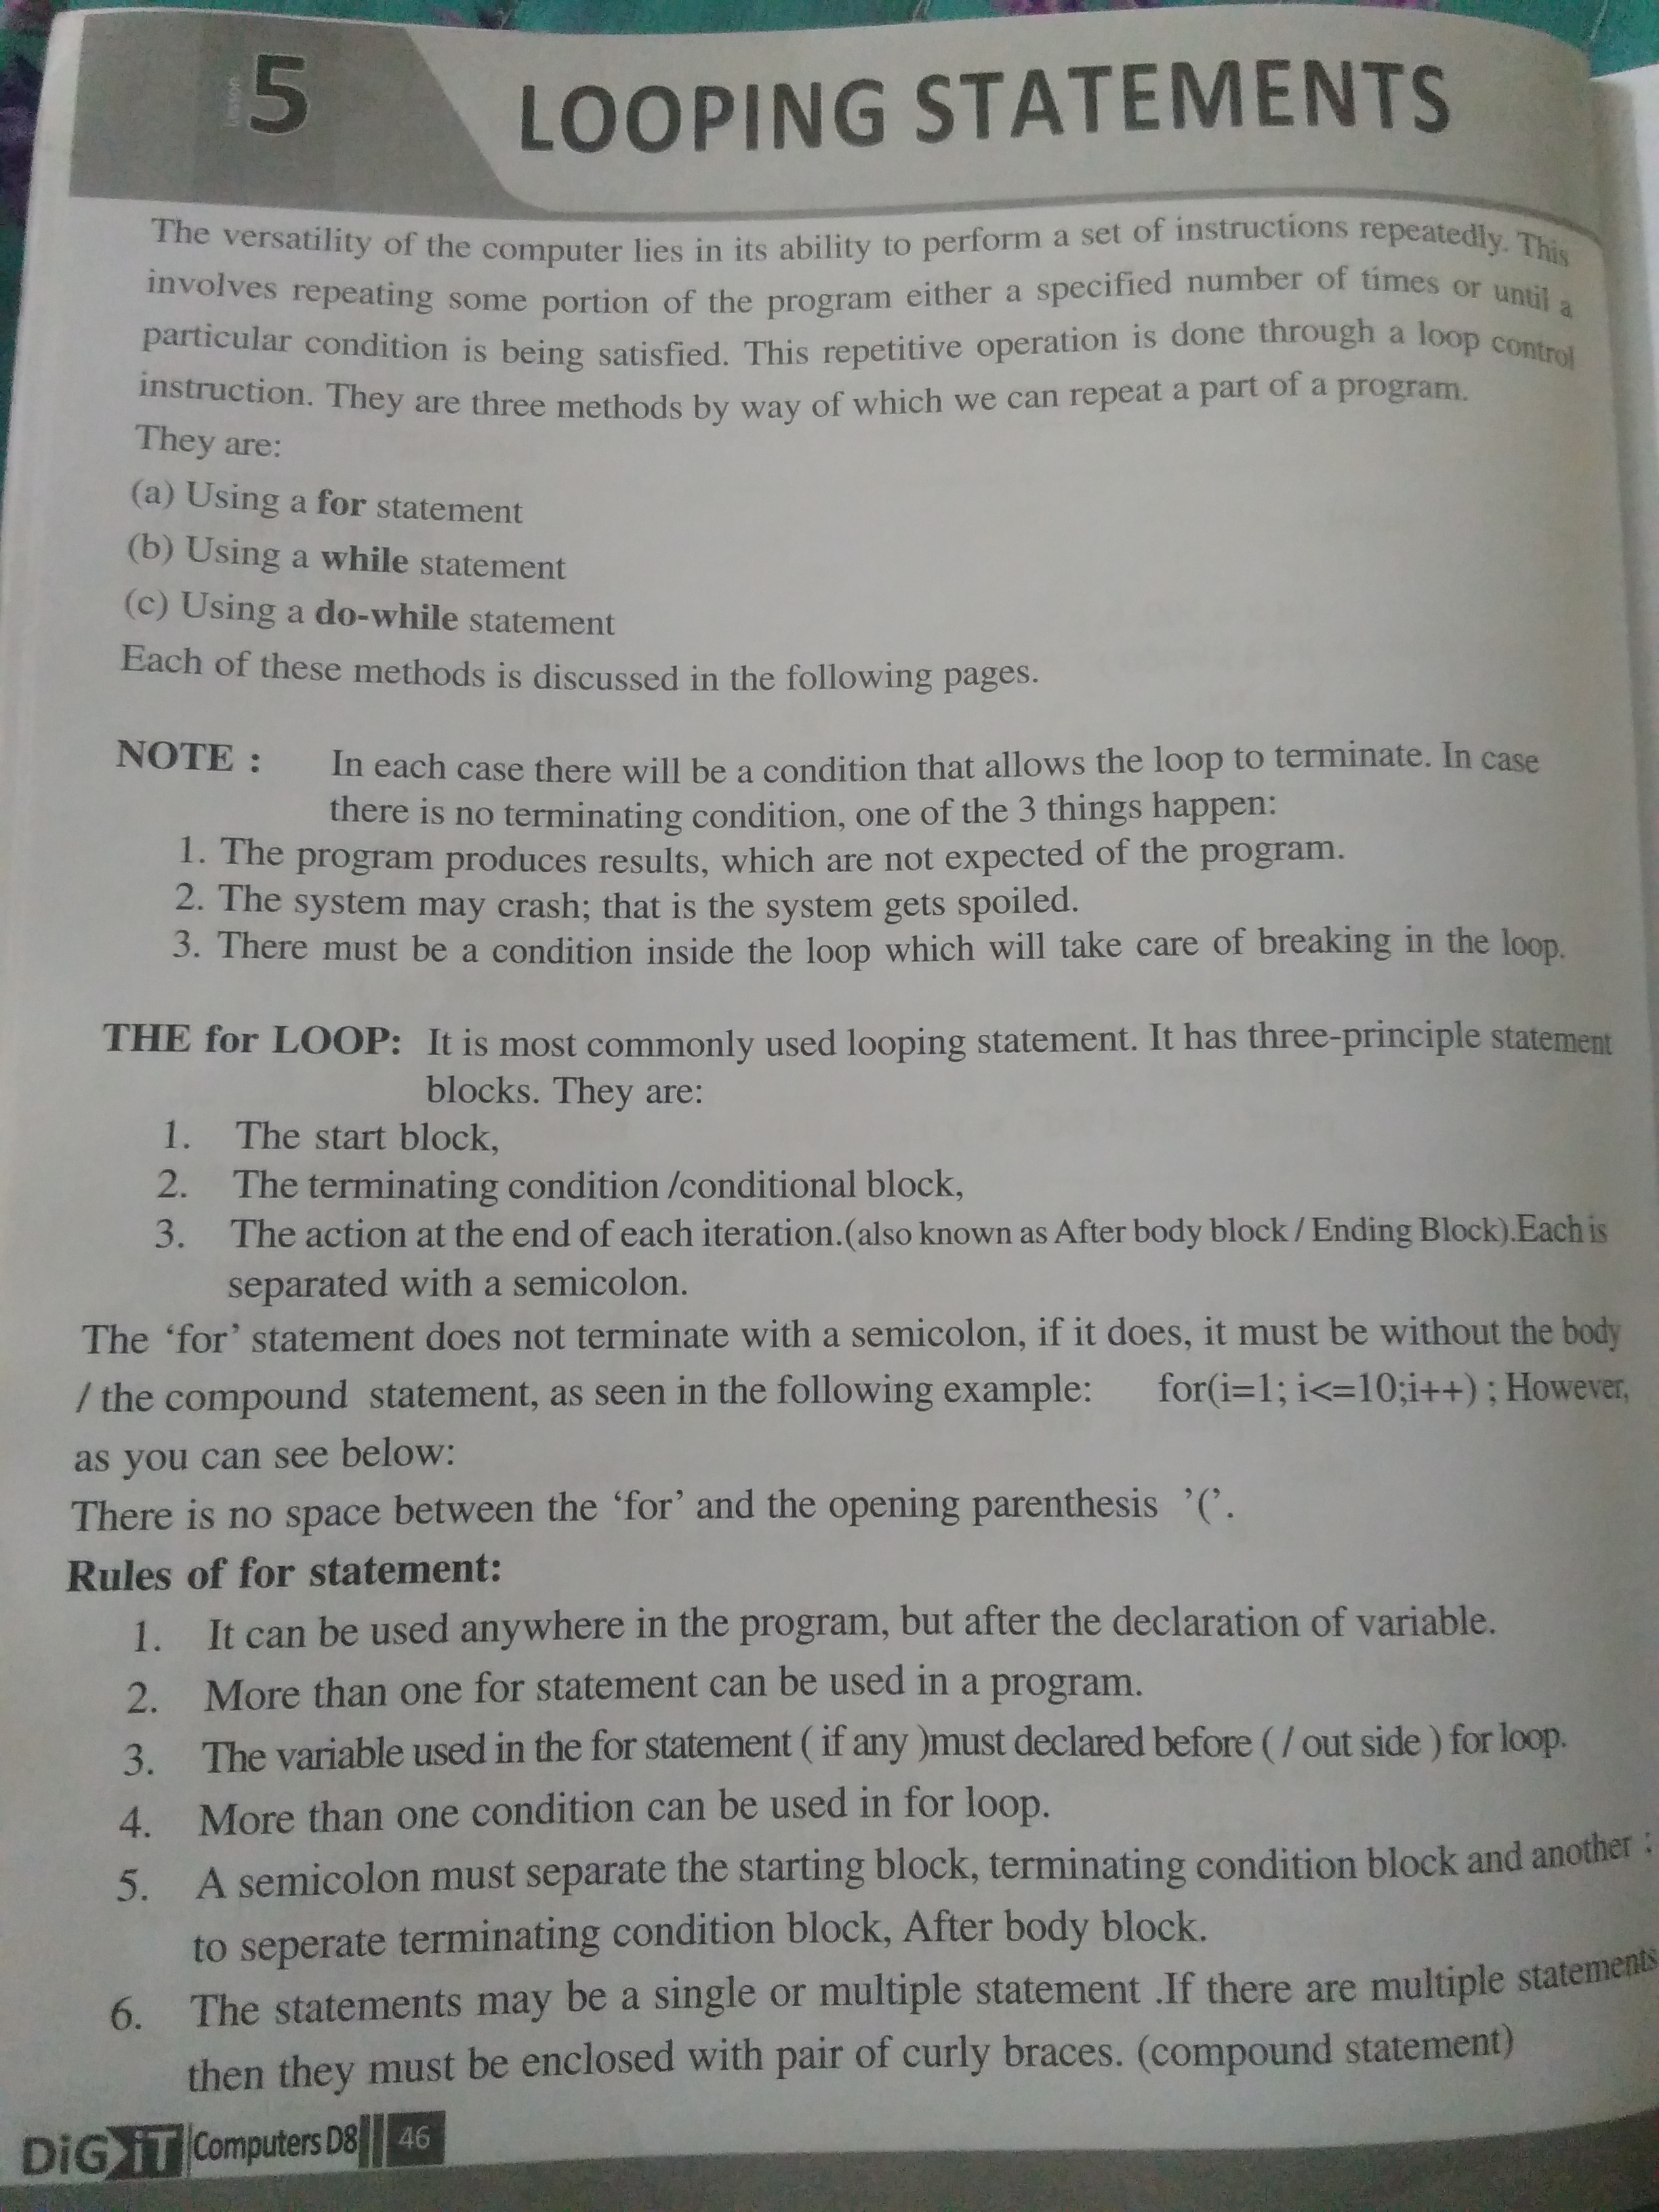 Lesson
5
LOOPING STATEMENTS
The versatility of the computer lies in its ability to perform a set of instructions repeatedly. This
involves repeating some portion of the program either a specified number of times or until a
particular condition is being satisfied. This repetitive operation is done through a loop control
instruction. They are three methods by way of which we can repeat a part of a program.
They are:
(a) Using a for statement
(b) Using a while statement
(c) Using a do-while statement
Each of these methods is discussed in the following pages.
NOTE : In each case there will be a condition that allows the loop to terminate. In case
there is no terminating condition, one of the 3 things happen:
1. The program produces results, which are not expected of the program.
2. The system may crash; that is the system gets spoiled.
3. There must be a condition inside the loop which will take care of breaking in the loop.
THE for LOOP: It is most commonly used looping statement. It has three-principle statement
blocks. They are:
1. The start block,
2. The terminating condition /conditional block,
3. The action at the end of each iteration.(also known as After body block / Ending Block).Each is
separated with a semicolon.
The ‘for’ statement does not terminate with a semicolon, if it does, it must be without the body
/ the compound statement, as seen in the following example: for(i=1; i<=10;i++) ; However,
as you can see below:
There is no space between the ‘for’ and the opening parenthesis ’(’.
Rules of for statement:
1. It can be used anywhere in the program, but after the declaration of variable.
2. More than one for statement can be used in a program.
3. The variable used in the for statement ( if any )must declared before ( / out side ) for loop.
4. More than one condition can be used in for loop.
5. A semicolon must separate the starting block, terminating condition block and another ;
to seperate terminating condition block, After body block.
6. The statements may be a single or multiple statement .If there are multiple statements
then they must be enclosed with pair of curly braces. (compound statement)
DiGiT Computers D8 46